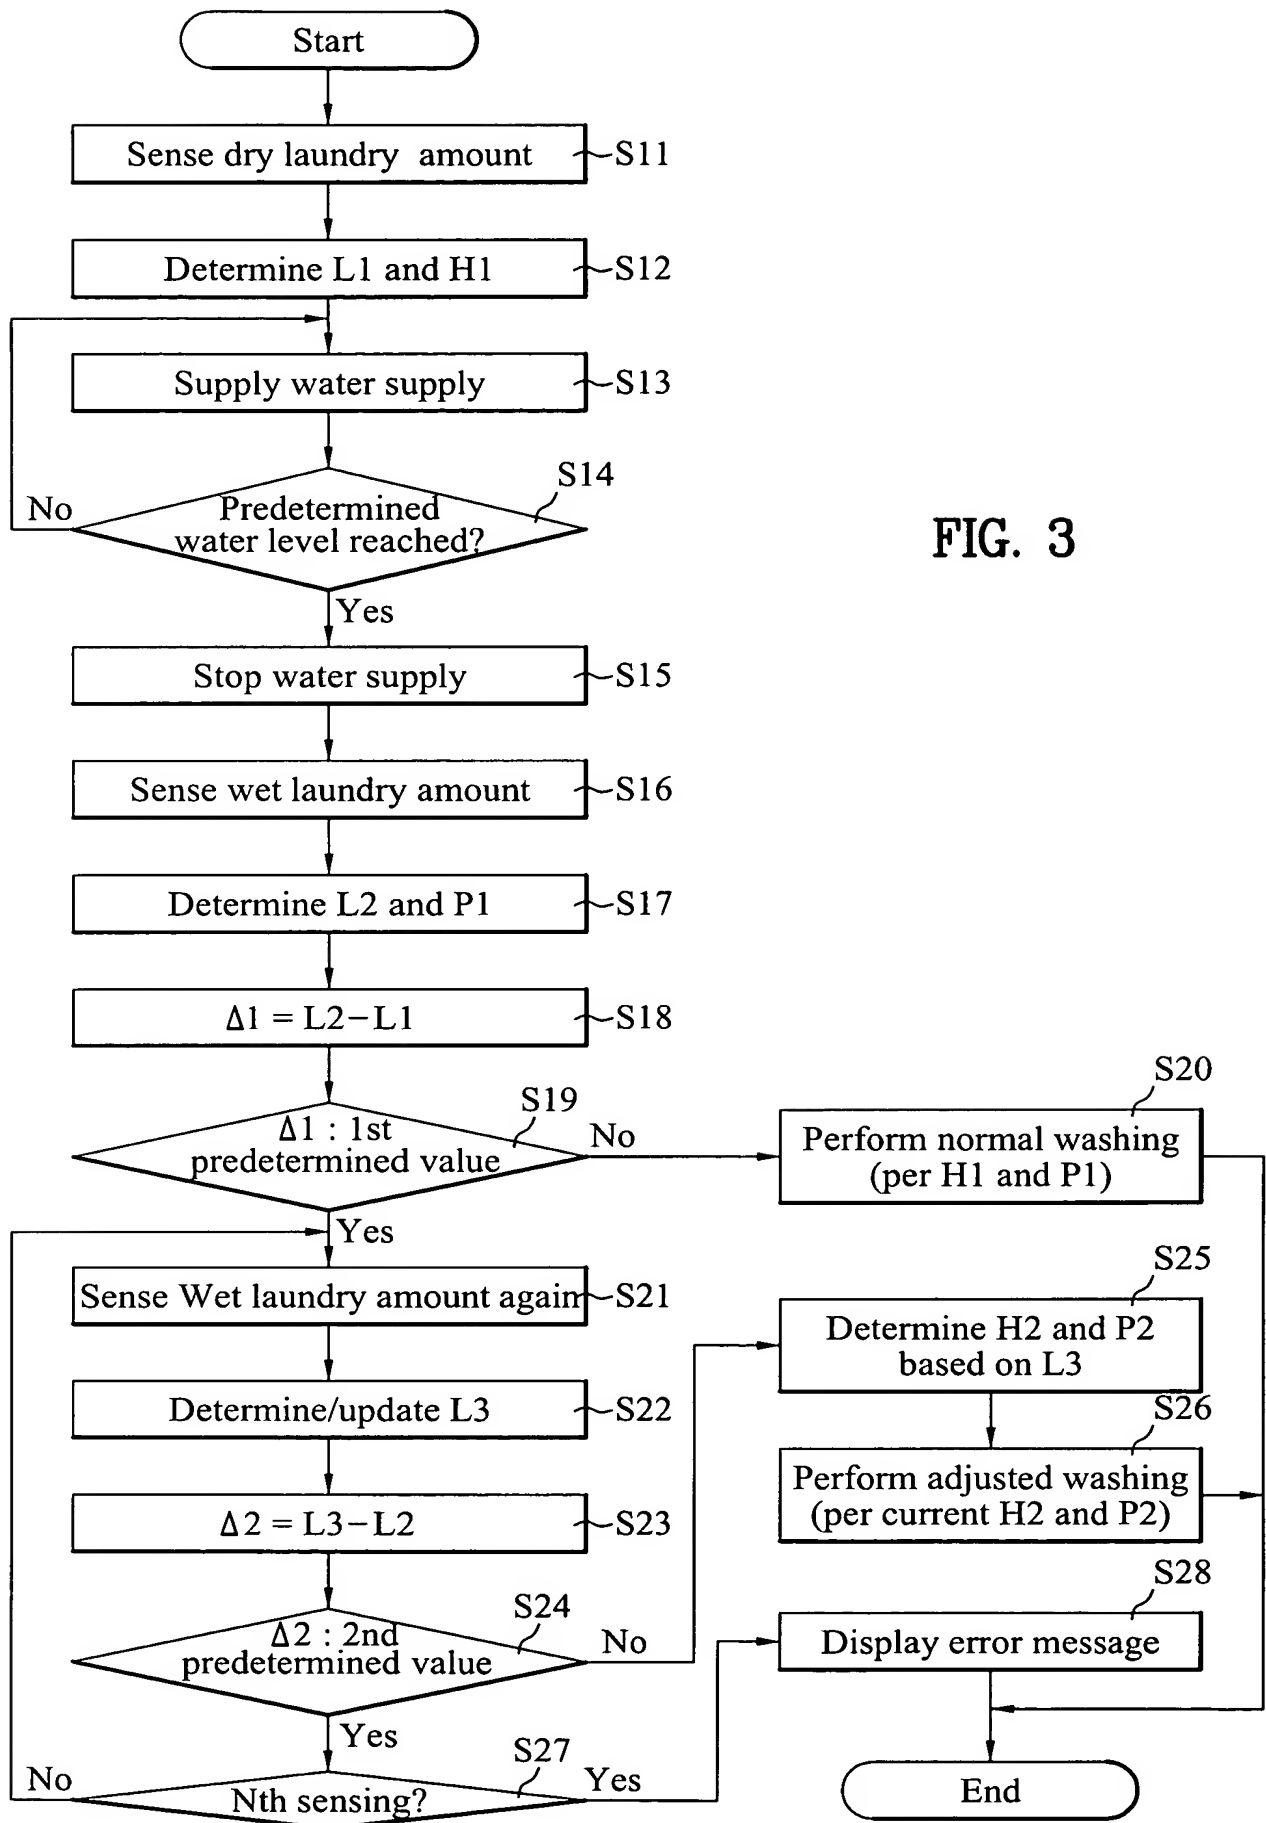 Start
Sense dry laundry amount
S11
Determine L1 and H1
S12
Supply water supply
S13
S14
No
Predetermined
water level reached?
FIG. 3
Yes
Stop water supply
S15
Sense wet laundry amount
S16
Determine L2 and P1
S17
Δ1 = L2−L1
S18
S19
Δ1 : 1st
predetermined value
No
S20
Perform normal washing
(per H1 and P1)
Yes
Sense Wet laundry amount again
S21
S25
Determine H2 and P2
based on L3
Determine/update L3
S22
S26
Perform adjusted washing
(per current H2 and P2)
Δ2 = L3−L2
S23
S24
Δ2 : 2nd
predetermined value
No
S28
Display error message
Yes
S27
No
Nth sensing?
Yes
End